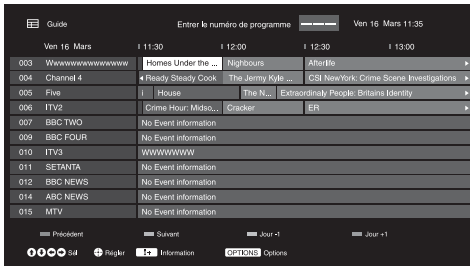 Guide Entrer le numéro de programme Ven 16 Mars 11:35
Ven 16 Mars 11:30 12:00 12:30 13:00
003 Wwwwwwwwwwwwww Homes Under the ... Nighbours Afterlife
004 Channel 4 Ready Steady Cook The Jermy Kyle ... CSI NewYork: Crime Scene Investigations
005 Five i House The N... Extraordinaly People: Britains Identity
006 ITV2 Crime Hour: Midso... Cracker ER
007 BBC TWO No Event information
009 BBC FOUR No Event information
010 ITV3 WWWWWWW
011 SETANTA No Event information
012 BBC NEWS No Event information
014 ABC NEWS No Event information
015 MTV No Event information
Précédent Suivant Jour -1 Jour +1
Sél Régler Information OPTIONS Options